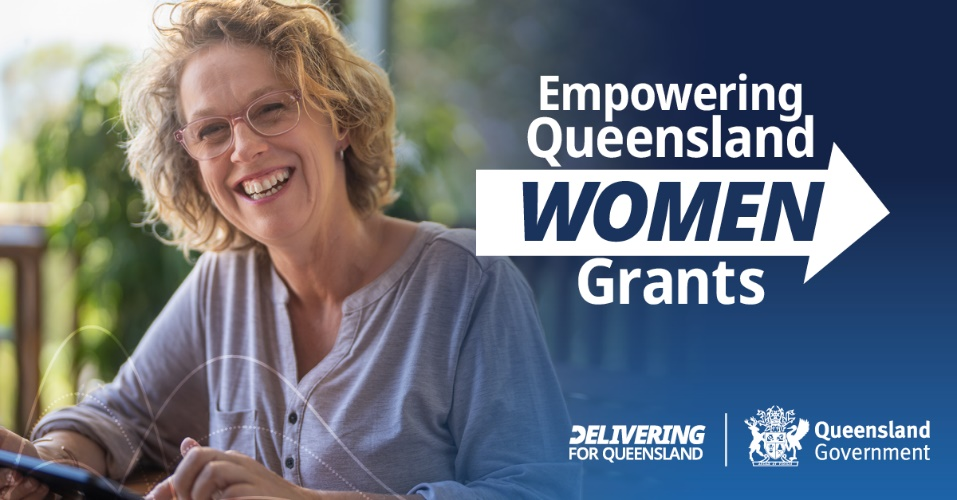 Empowering
Queensland
WOMEN
Grants
DELIVERING
FOR QUEENSLAND
Queensland
Government